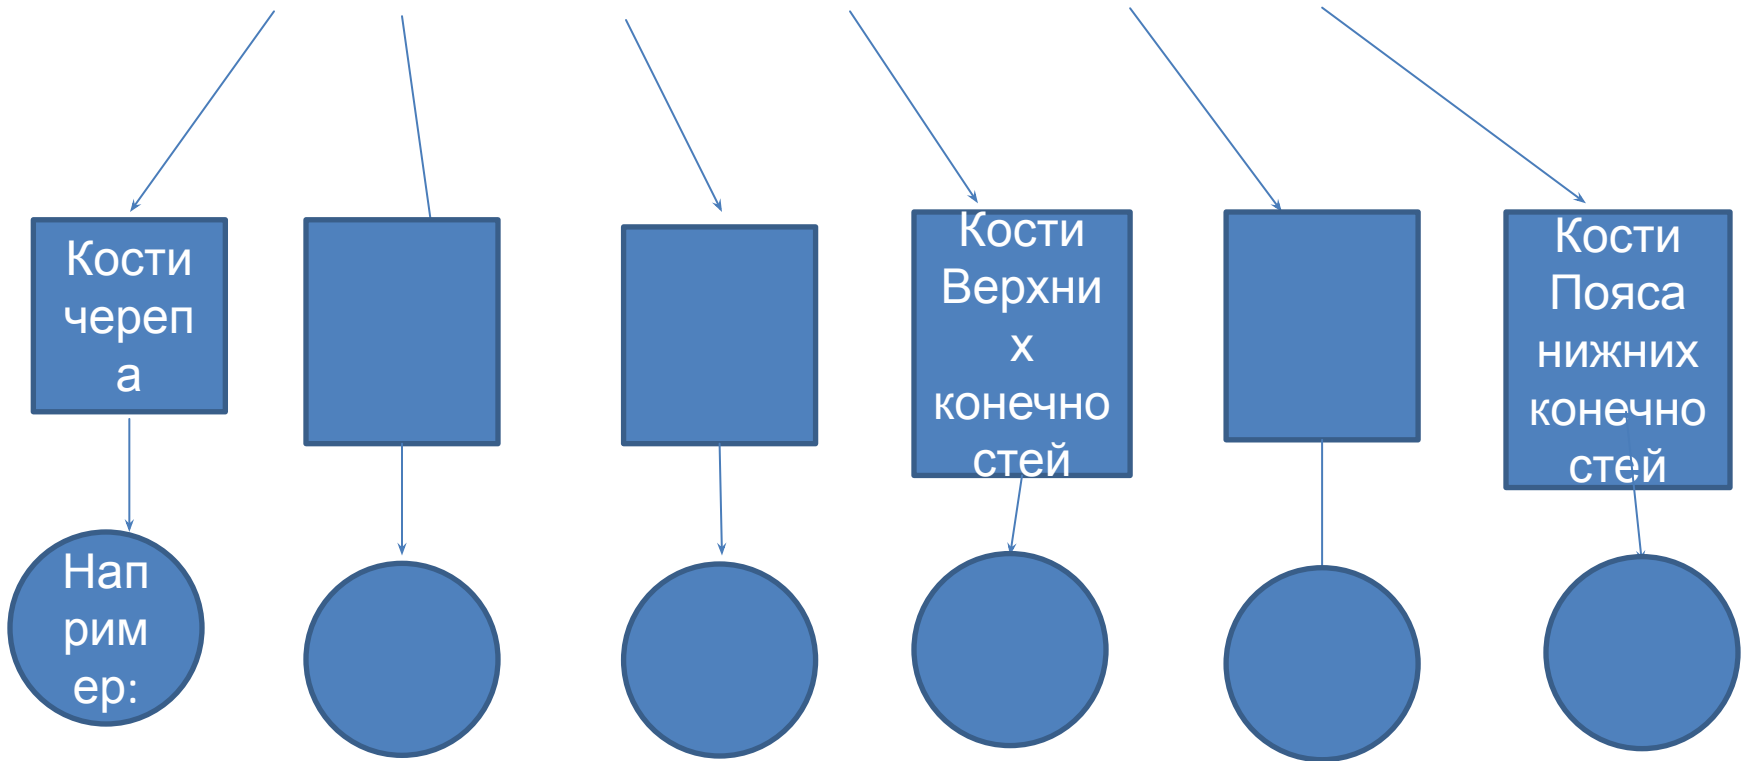 Кости
череп
а
Кости
Верхни
х
конечно
стей
Кости
Пояса
нижних
конечно
стей
Нап
рим
ер: